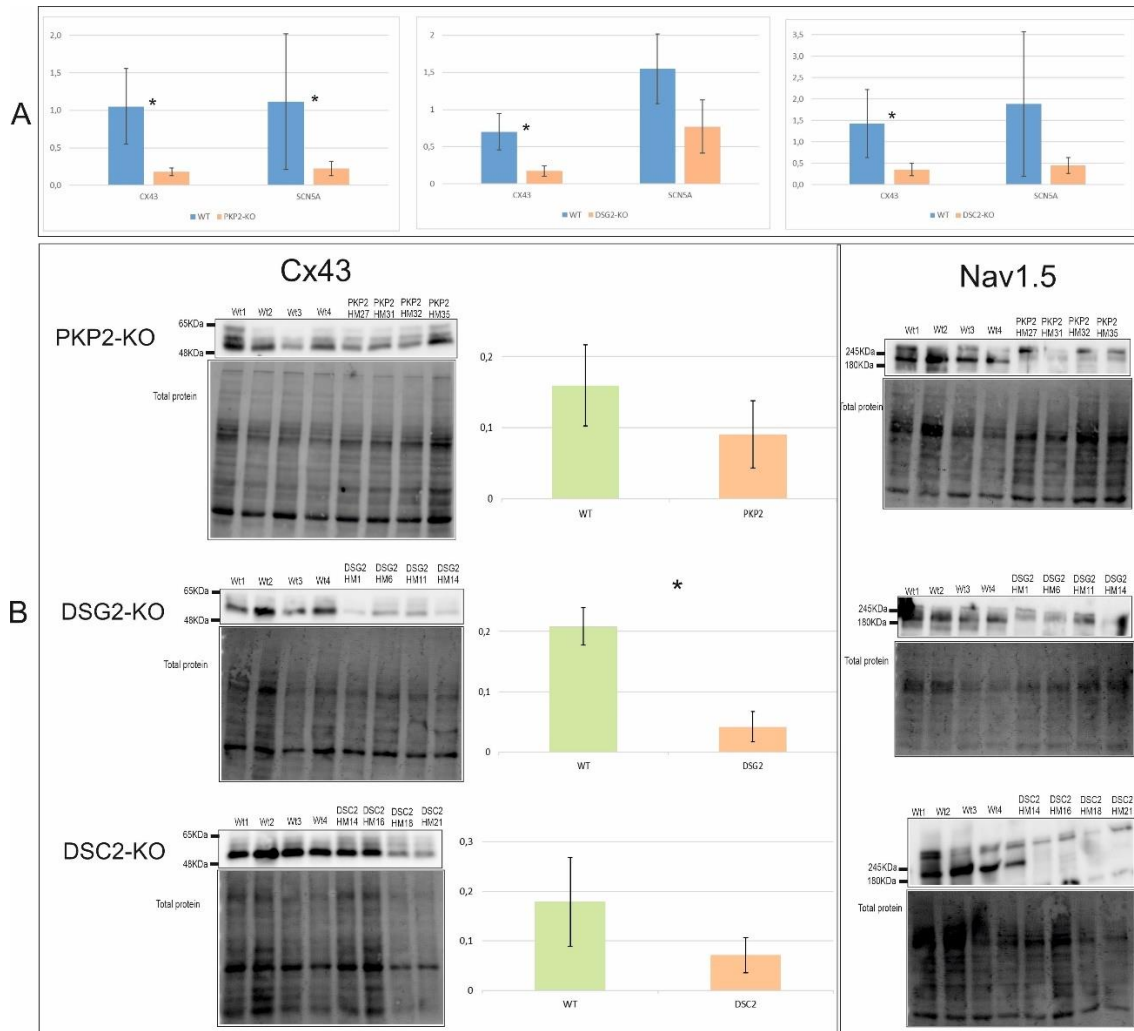 A
2,0
1,5
1,0
0,5
0,0
*
*
CX43
SCN5A
WT
PKP2-KO
2
1,5
1
0,5
0
*
CX43
SCN5A
WT
DSG2-KO
3,5
3,0
2,5
2,0
1,5
1,0
0,5
0,0
*
CX43
SCN5A
WT
DSC2-KO
B
Cx43
PKP2-KO
Wt1 Wt2 Wt3 Wt4 PKP2 PKP2 PKP2 PKP2
HM27 HM31 HM32 HM35
65KDa
48KDa
Total protein
0,2
0,1
0
WT
PKP2
DSG2-KO
Wt1 Wt2 Wt3 Wt4 DSG2 DSG2 DSG2 DSG2
HM1 HM6 HM11 HM14
65KDa
48KDa
Total protein
*
0,2
0,1
0
WT
DSG2
DSC2-KO
Wt1 Wt2 Wt3 Wt4 DSC2 DSC2 DSC2 DSC2
HM14 HM16 HM18 HM21
65KDa
48KDa
Total protein
0,3
0,2
0,1
0
WT
DSC2
Nav1.5
Wt1 Wt2 Wt3 Wt4 PKP2 PKP2 PKP2 PKP2
HM27 HM31 HM32 HM35
245KDa
180KDa
Total protein
Wt1 Wt2 Wt3 Wt4 DSG2 DSG2 DSG2 DSG2
HM1 HM6 HM11 HM14
245KDa
180KDa
Total protein
Wt1 Wt2 Wt3 Wt4 DSC2 DSC2 DSC2 DSC2
HM14 HM16 HM18 HM21
245KDa
180KDa
Total protein